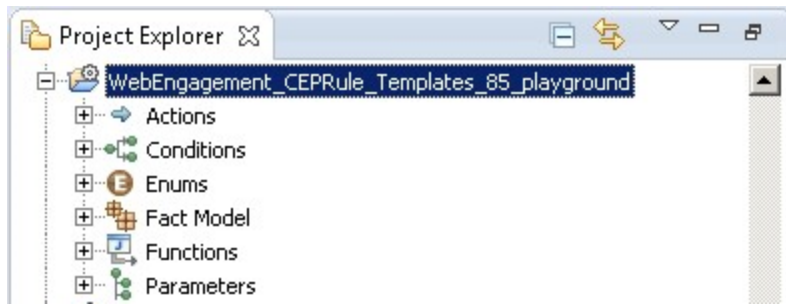 Project Explorer
WebEngagement_CEPRule_Templates_85_playground
Actions
Conditions
Enums
Fact Model
Functions
Parameters